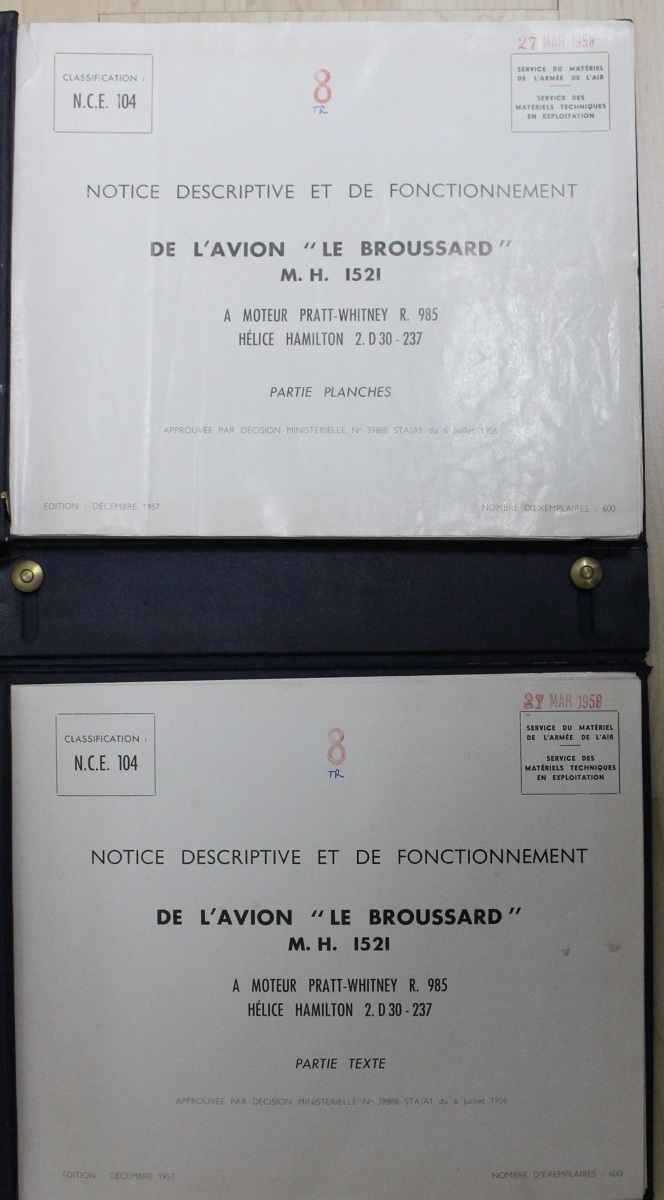 27 MAR 1958
CLASSIFICATION :
N.C.E. 104
8
TR
SERVICE DU MATÉRIEL
DE L'ARMÉE DE L'AIR
SERVICE DES
MATÉRIELS TECHNIQUES
EN EXPLOITATION
NOTICE DESCRIPTIVE ET DE FONCTIONNEMENT
DE L'AVION "LE BROUSSARD"
M. H. 1521
A MOTEUR PRATT-WHITNEY R. 985
HÉLICE HAMILTON 2. D 30 - 237
PARTIE PLANCHES
APPROUVÉE PAR DÉCISION MINISTÉRIELLE N° 39888 STA/A1 du 6 Juillet 1956
EDITION : DÉCEMBRE 1957
NOMBRE D'EXEMPLAIRES : 600
27 MAR 1958
CLASSIFICATION :
N.C.E. 104
8
TR
SERVICE DU MATÉRIEL
DE L'ARMÉE DE L'AIR
SERVICE DES
MATÉRIELS TECHNIQUES
EN EXPLOITATION
NOTICE DESCRIPTIVE ET DE FONCTIONNEMENT
DE L'AVION "LE BROUSSARD"
M. H. 1521
A MOTEUR PRATT-WHITNEY R. 985
HÉLICE HAMILTON 2. D 30 - 237
PARTIE TEXTE
APPROUVÉE PAR DÉCISION MINISTÉRIELLE N° 39888 STA/A1 du 6 Juillet 1956
EDITION : DÉCEMBRE 1957
NOMBRE D'EXEMPLAIRES : 600